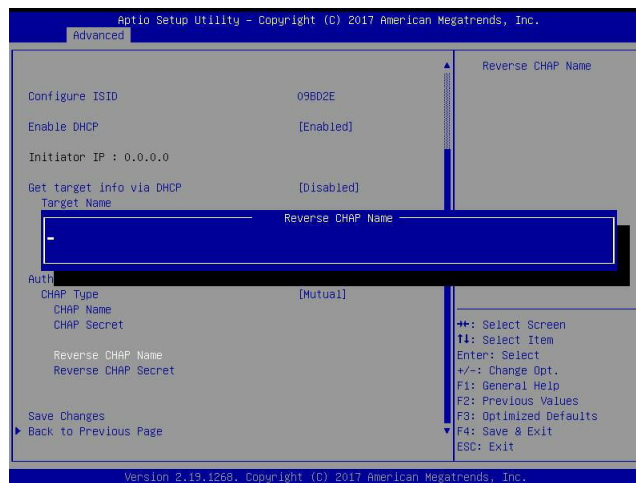 Aptio Setup Utility – Copyright (C) 2017 American Megatrends, Inc.
Advanced
Reverse CHAP Name
Configure ISID 09BD2E
Enable DHCP [Enabled]
Initiator IP : 0.0.0.0
Get target info via DHCP [Disabled]
Target Name
Reverse CHAP Name
Auth
CHAP Type [Mutual]
CHAP Name
CHAP Secret
Reverse CHAP Name
Reverse CHAP Secret
Save Changes
Back to Previous Page
→←: Select Screen
↑↓: Select Item
Enter: Select
+/-: Change Opt.
F1: General Help
F2: Previous Values
F3: Optimized Defaults
F4: Save & Exit
ESC: Exit
Version 2.19.1268. Copyright (C) 2017 American Megatrends, Inc.